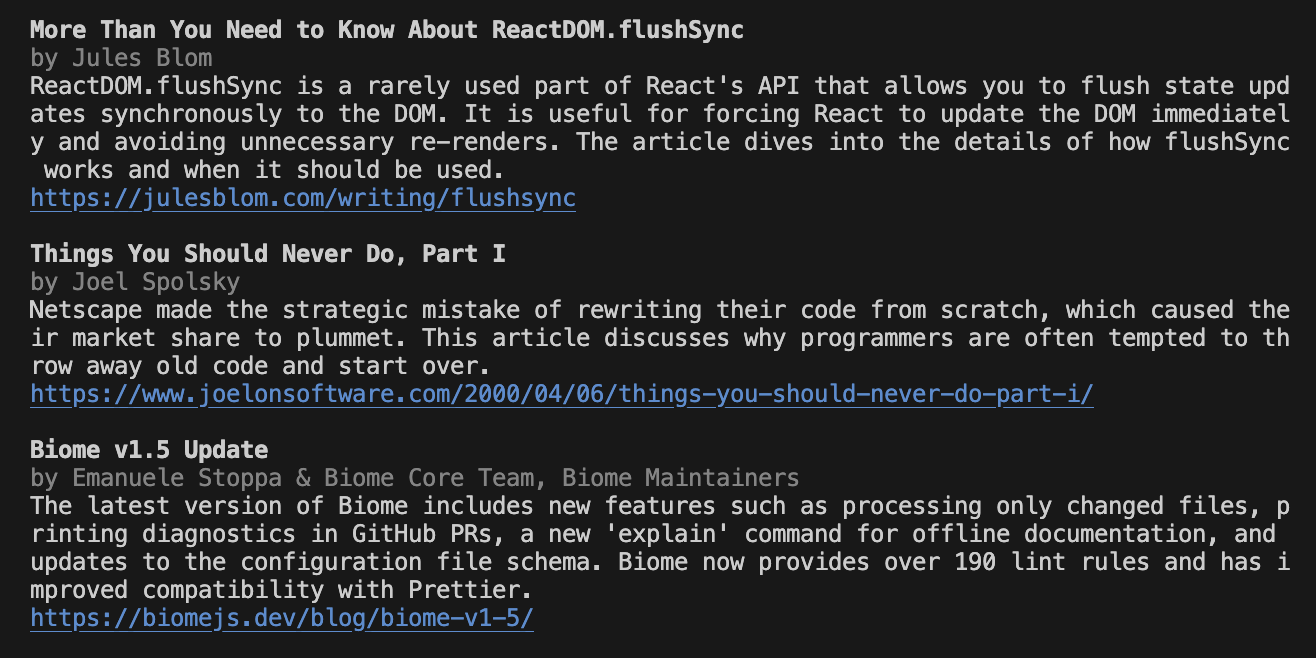 More Than You Need to Know About ReactDOM.flushSync
by Jules Blom
ReactDOM.flushSync is a rarely used part of React's API that allows you to flush state upd
ates synchronously to the DOM. It is useful for forcing React to update the DOM immediatel
y and avoiding unnecessary re-renders. The article dives into the details of how flushSync
 works and when it should be used.
https://julesblom.com/writing/flushsync

Things You Should Never Do, Part I
by Joel Spolsky
Netscape made the strategic mistake of rewriting their code from scratch, which caused the
ir market share to plummet. This article discusses why programmers are often tempted to th
row away old code and start over.
https://www.joelonsoftware.com/2000/04/06/things-you-should-never-do-part-i/

Biome v1.5 Update
by Emanuele Stoppa & Biome Core Team, Biome Maintainers
The latest version of Biome includes new features such as processing only changed files, p
rinting diagnostics in GitHub PRs, a new 'explain' command for offline documentation, and
updates to the configuration file schema. Biome now provides over 190 lint rules and has i
mproved compatibility with Prettier.
https://biomejs.dev/blog/biome-v1-5/